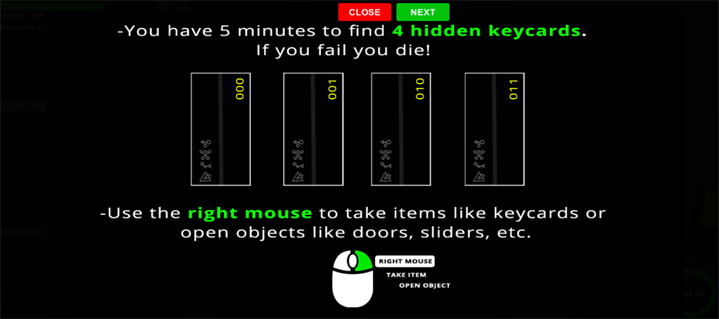 CLOSE NEXT
-You have 5 minutes to find 4 hidden keycards.
If you fail you die!
000 001 010 011
-Use the right mouse to take items like keycards or
open objects like doors, sliders, etc.
RIGHT MOUSE
TAKE ITEM
OPEN OBJECT